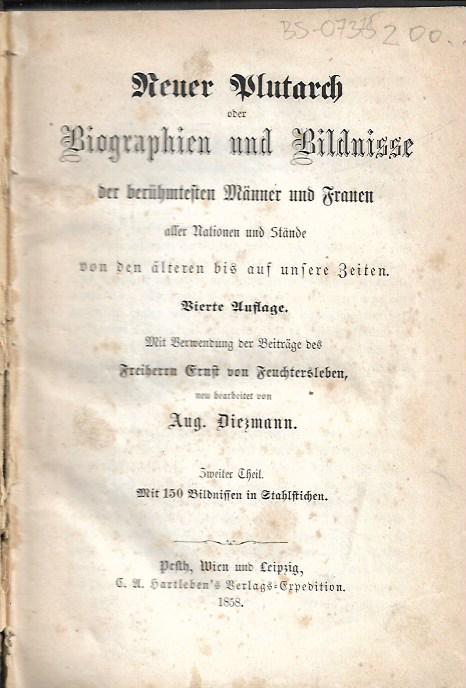 BS-07375 200..
Neuer Plutarch
oder
Biographien und Bildnisse
der berühmtesten Männer und Frauen
aller Nationen und Stände
von den älteren bis auf unsere Zeiten.
Vierte Auflage.
Mit Verwendung der Beiträge des
Freiherrn Ernst von Feuchtersleben,
neu bearbeitet von
Aug. Diezmann.
Zweiter Theil.
Mit 150 Bildnissen in Stahlstichen.
Pesth, Wien und Leipzig,
C. A. Hartleben's Verlags-Expedition.
1858.